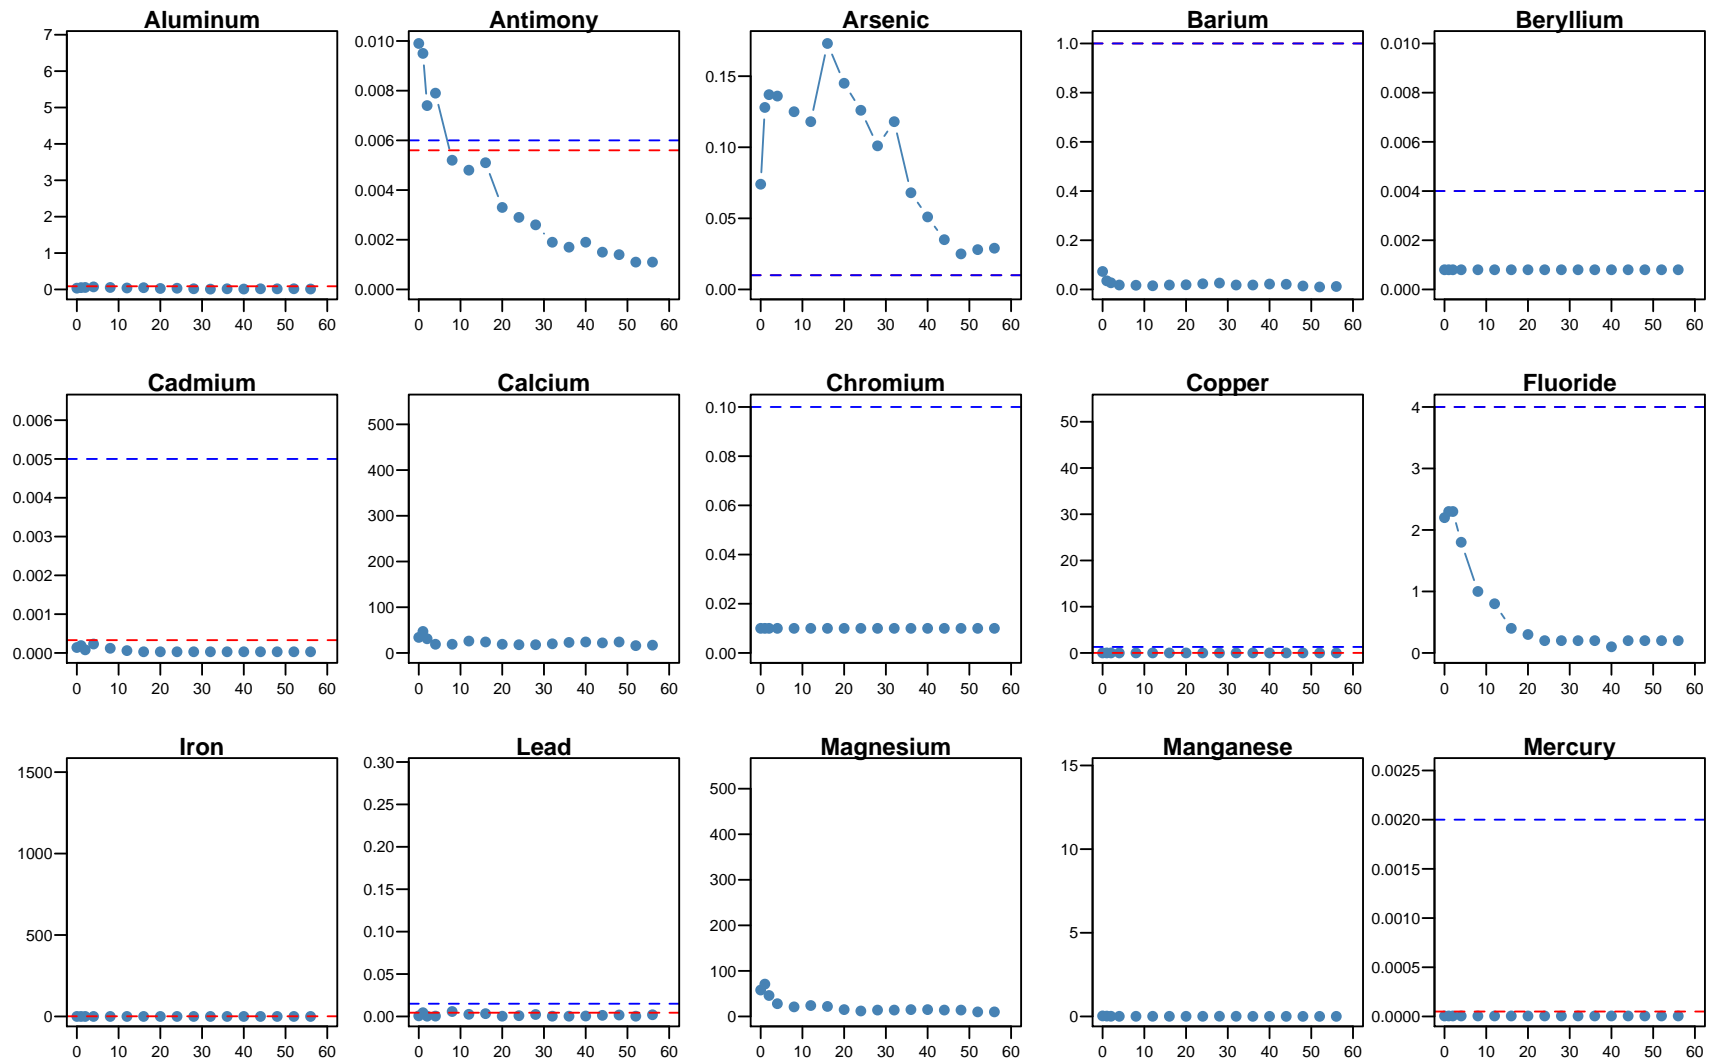 Aluminum
7
6
5
4
3
2
1
0
0 10 20 30 40 50 60
Antimony
0.010
0.008
0.006
0.004
0.002
0.000
0 10 20 30 40 50 60
Arsenic
0.15
0.10
0.05
0.00
0 10 20 30 40 50 60
Barium
1.0
0.8
0.6
0.4
0.2
0.0
0 10 20 30 40 50 60
Beryllium
0.010
0.008
0.006
0.004
0.002
0.000
0 10 20 30 40 50 60
Cadmium
0.006
0.005
0.004
0.003
0.002
0.001
0.000
0 10 20 30 40 50 60
Calcium
500
400
300
200
100
0
0 10 20 30 40 50 60
Chromium
0.10
0.08
0.06
0.04
0.02
0.00
0 10 20 30 40 50 60
Copper
50
40
30
20
10
0
0 10 20 30 40 50 60
Fluoride
4
3
2
1
0
0 10 20 30 40 50 60
Iron
1500
1000
500
0
0 10 20 30 40 50 60
Lead
0.30
0.25
0.20
0.15
0.10
0.05
0.00
0 10 20 30 40 50 60
Magnesium
500
400
300
200
100
0
0 10 20 30 40 50 60
Manganese
15
10
5
0
0 10 20 30 40 50 60
Mercury
0.0025
0.0020
0.0015
0.0010
0.0005
0.0000
0 10 20 30 40 50 60